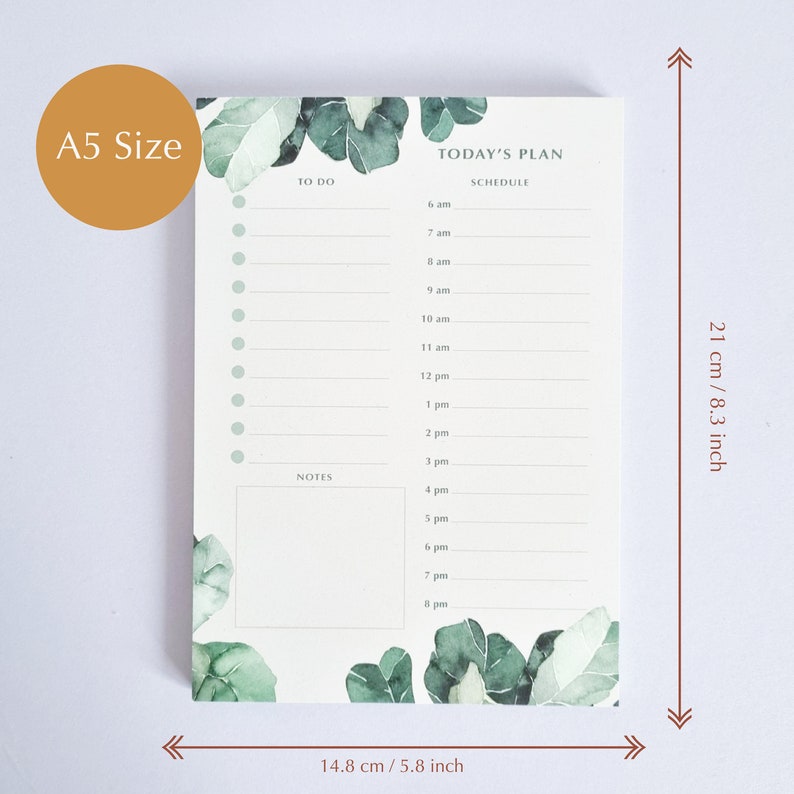 A5 Size
TODAY'S PLAN
TO DO
SCHEDULE
6 am
7 am
8 am
9 am
10 am
11 am
12 pm
1 pm
2 pm
3 pm
4 pm
5 pm
6 pm
7 pm
8 pm
NOTES
21 cm / 8.3 inch
14.8 cm / 5.8 inch